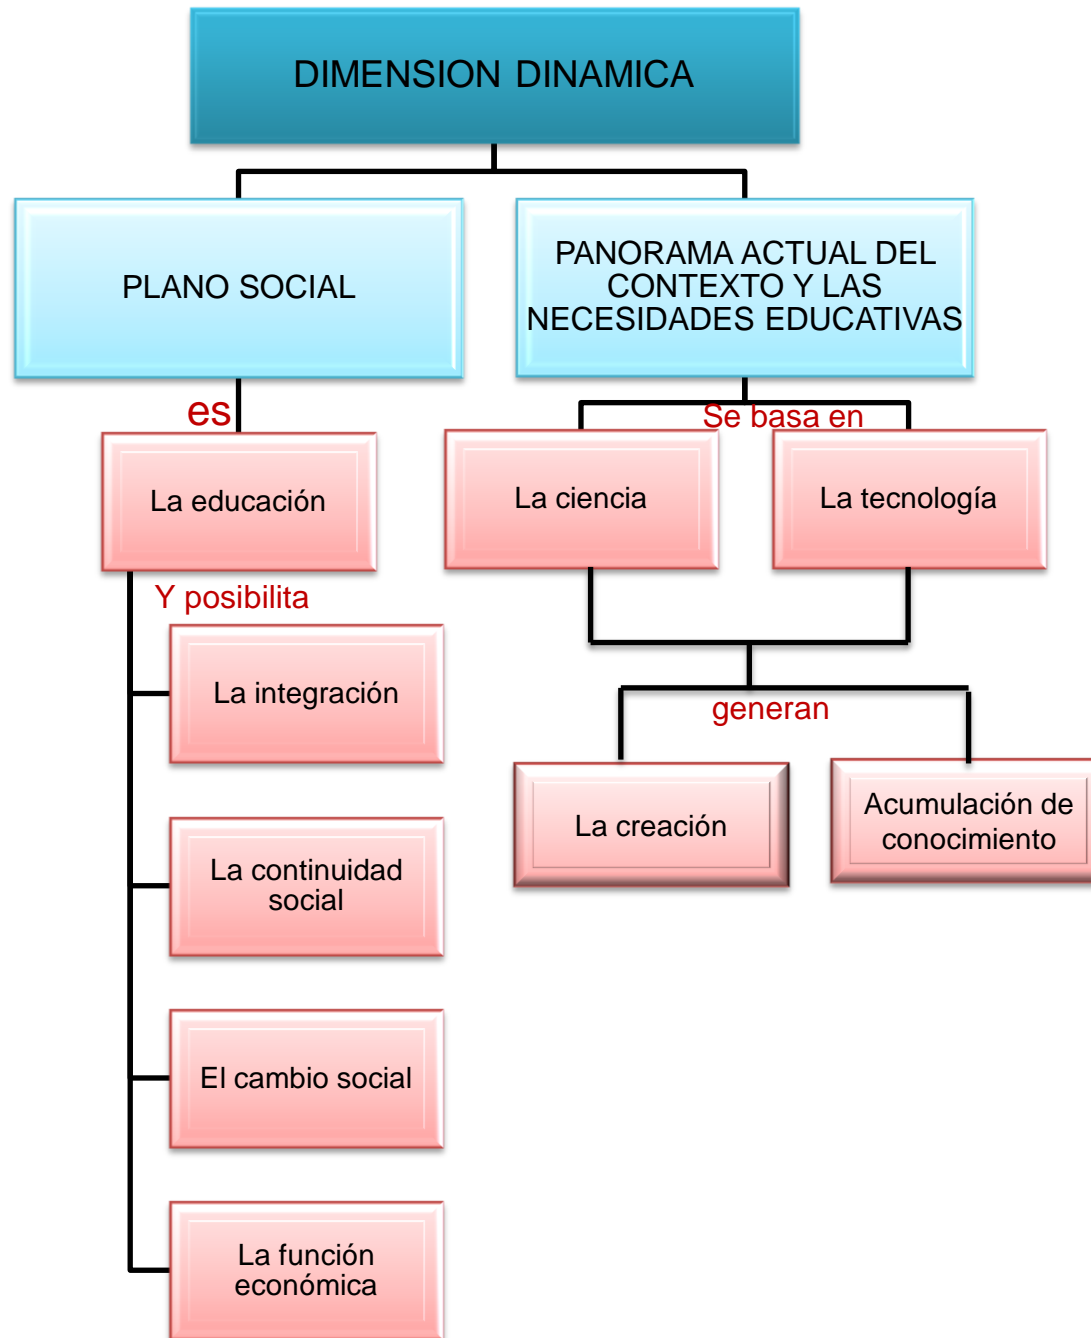 DIMENSION DINAMICA
PLANO SOCIAL
PANORAMA ACTUAL DEL
CONTEXTO Y LAS
NECESIDADES EDUCATIVAS
es
Se basa en
La educación
La ciencia
La tecnología
Y posibilita
La integración
generan
La creación
Acumulación de
conocimiento
La continuidad
social
El cambio social
La función
económica